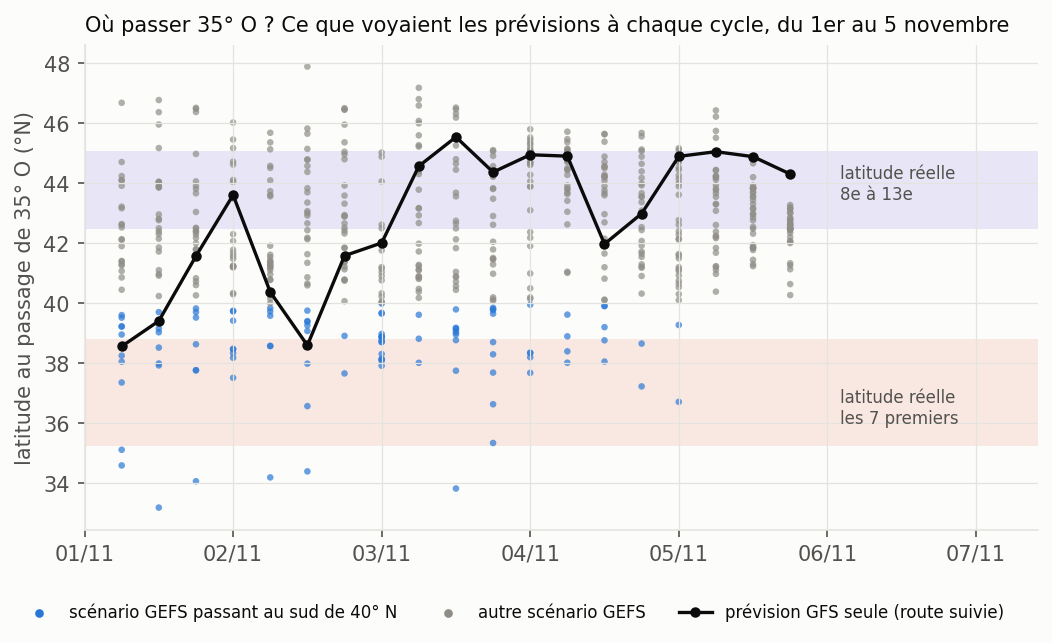 Où passer 35° O ? Ce que voyaient les prévisions à chaque cycle, du 1er au 5 novembre
latitude au passage de 35° O (°N)
48
46
44
42
40
38
36
34
latitude réelle
8e à 13e
latitude réelle
les 7 premiers
01/11 02/11 03/11 04/11 05/11 06/11 07/11
scénario GEFS passant au sud de 40° N autre scénario GEFS prévision GFS seule (route suivie)